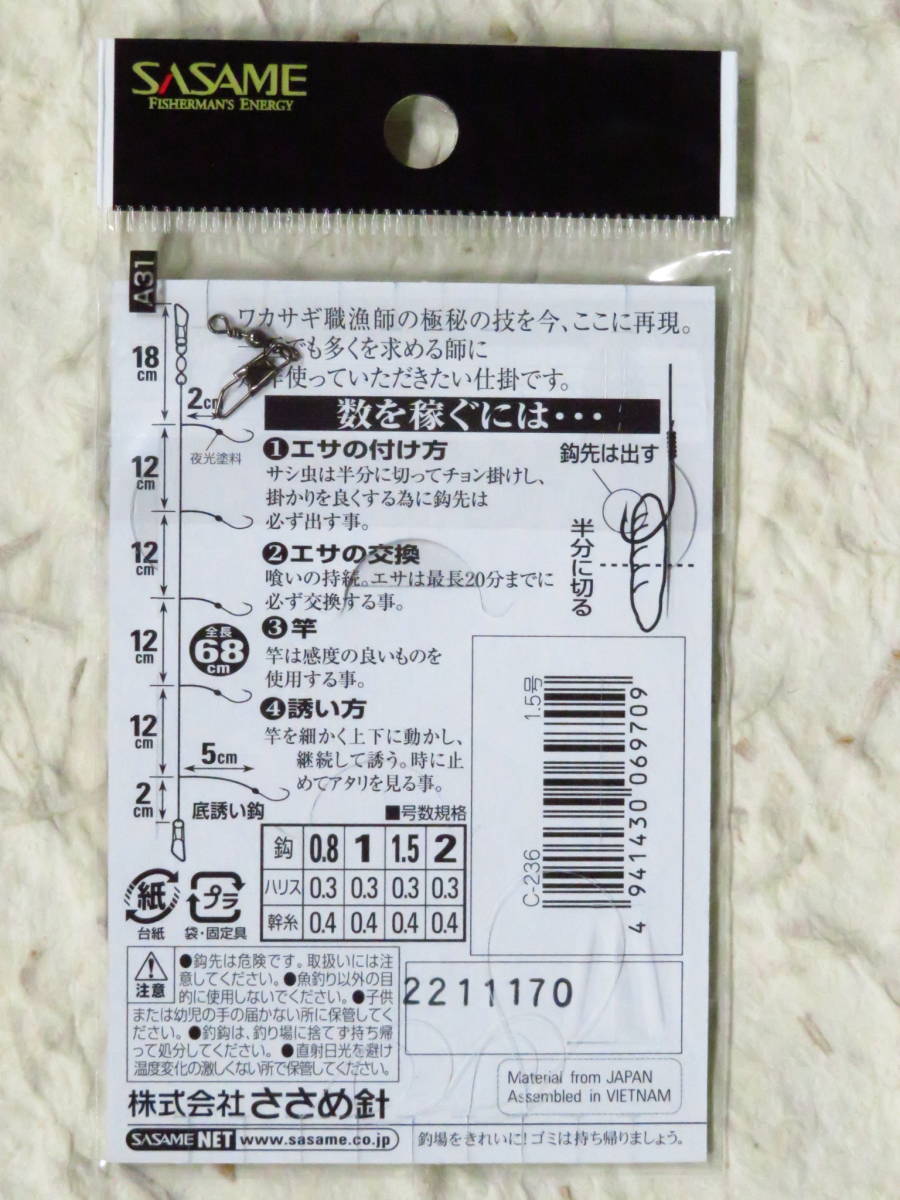 SASAME
FISHERMAN'S ENERGY
A31
ワカサギ職漁師の極秘の技を今、ここに再現。
でも多くを求める師に
使っていただきたい仕掛です。
数を稼ぐには・・・
❶エサの付け方
サシ虫は半分に切ってチョン掛けし、
掛かりを良くする為に鈎先は
必ず出す事。
❷エサの交換
喰いの持続。エサは最長20分までに
必ず交換する事。
❸竿
竿は感度の良いものを
使用する事。
❹誘い方
竿を細かく上下に動かし、
継続して誘う。時に止
めてアタリを見る事。
鈎先は出す
半分に切る
18cm
2cm
夜光塗料
12cm
12cm
12cm
全長
68cm
12cm
5cm
2cm
底誘い鈎
■号数規格
鈎 0.8 1 1.5 2
ハリス 0.3 0.3 0.3 0.3
幹糸 0.4 0.4 0.4 0.4
1.5号
C-236
4 941430 069709
紙
台紙
プラ
袋・固定具
注意
●鈎先は危険です。取扱いには注
意してください。●魚釣り以外の目
的に使用しないでください。●子供
または幼児の手の届かない所に保管してく
ださい。●釣鈎は、釣り場に捨てず持ち帰
って処分してください。●直射日光を避け
温度変化の激しくない所で保管してください。
2211170
Material from JAPAN
Assembled in VIETNAM
株式会社ささめ針
SASAME NET www.sasame.co.jp
釣場をきれいに!ゴミは持ち帰りましょう。